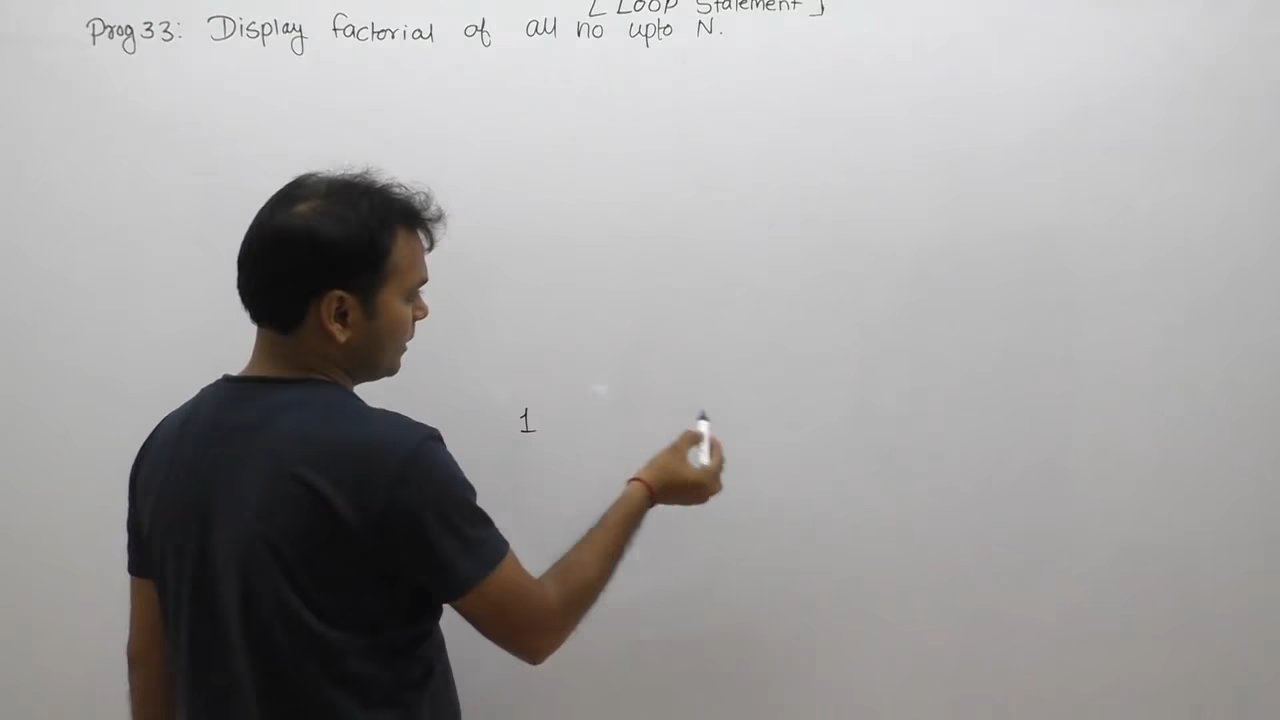 [Loop Statement]
Prog 33: Display factorial of all no upto N.
1